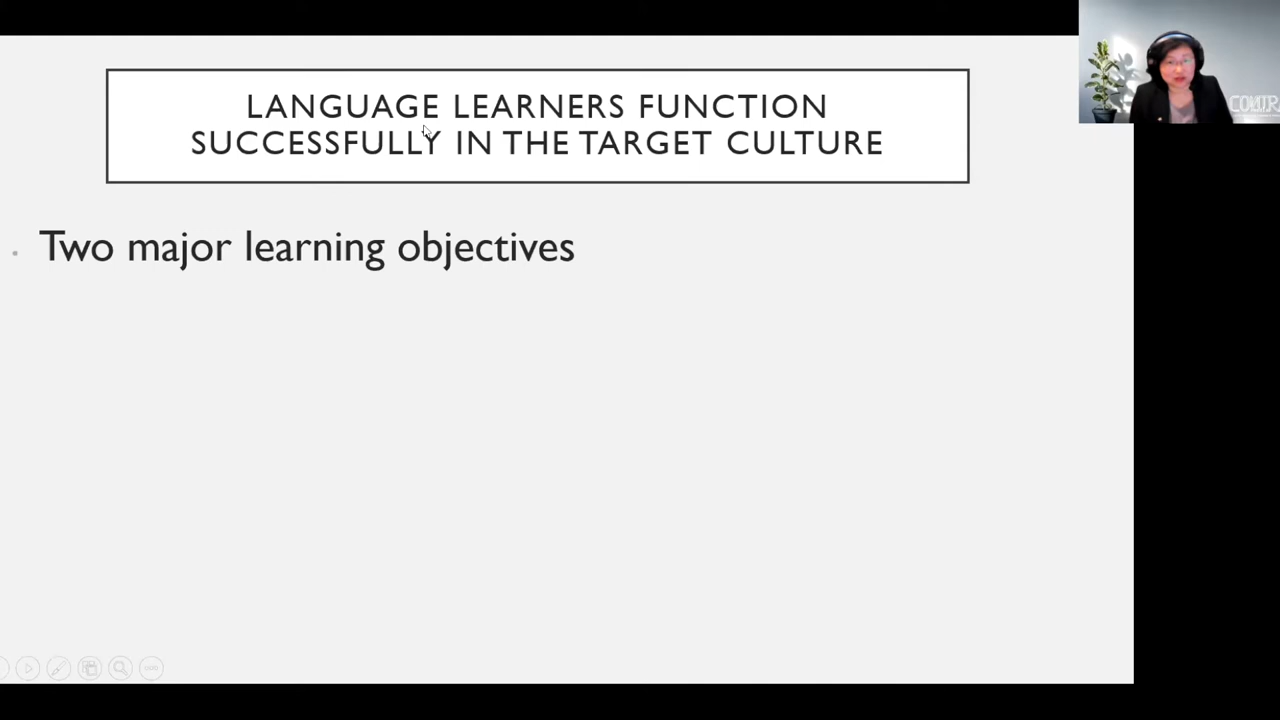 LANGUAGE LEARNERS FUNCTION
SUCCESSFULLY IN THE TARGET CULTURE
Two major learning objectives